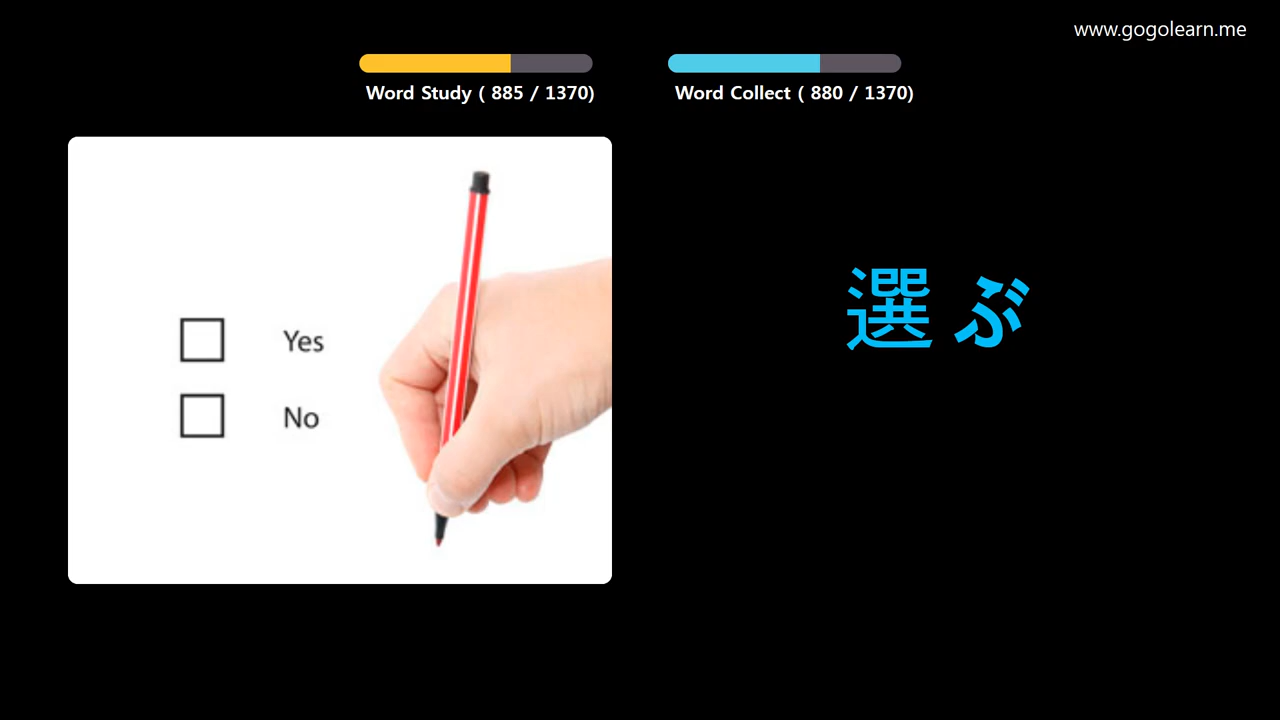 www.gogolearn.me
Word Study ( 885 / 1370)
Word Collect ( 880 / 1370)
Yes
No
選ぶ